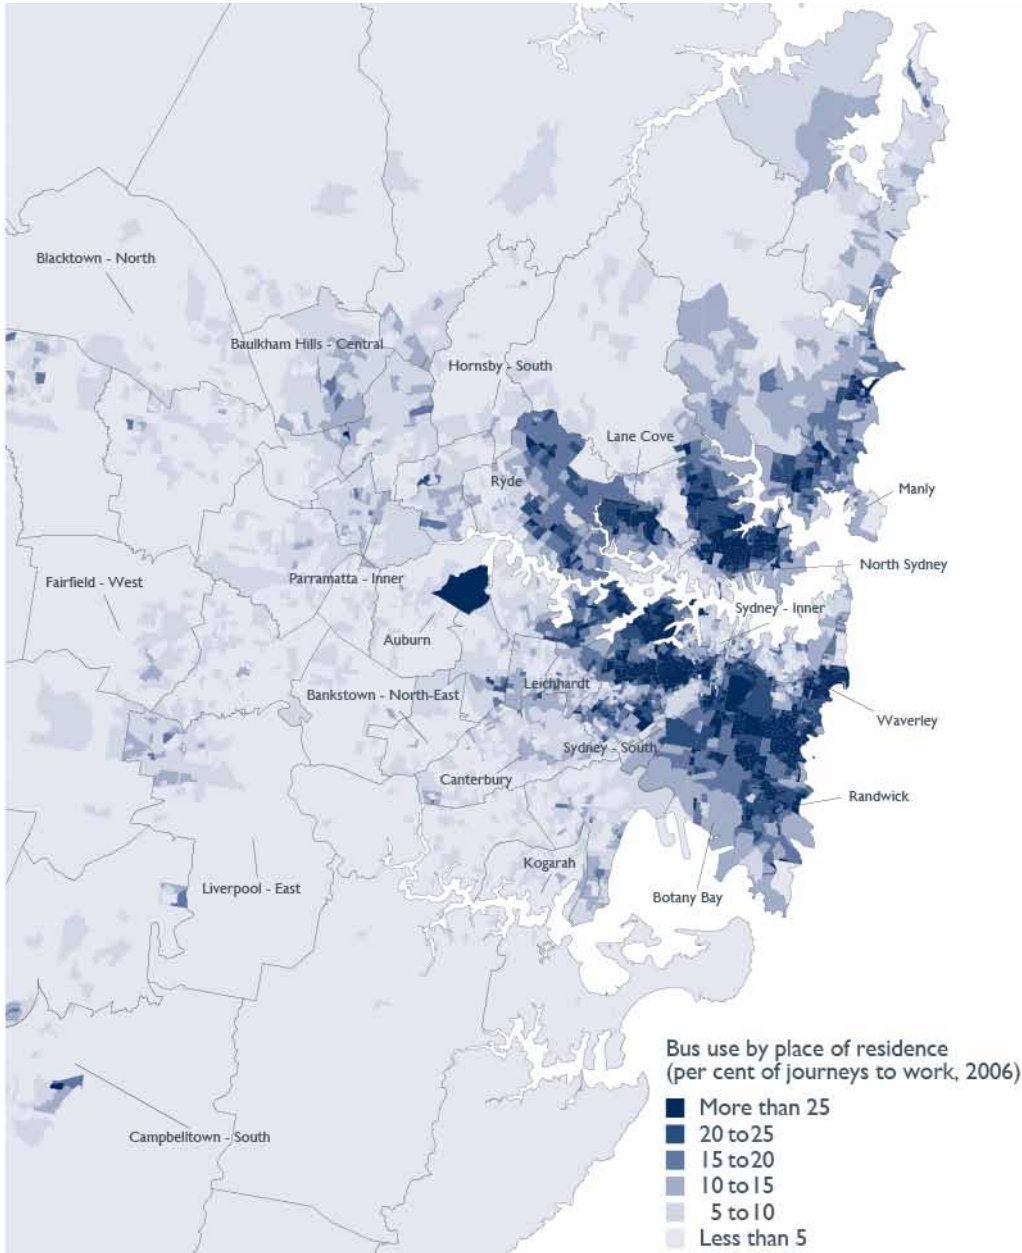 Blacktown - North
Baulkham Hills - Central
Hornsby - South
Lane Cove
Ryde
Manly
North Sydney
Fairfield - West
Parramatta - Inner
Sydney - Inner
Auburn
Leichhardt
Bankstown - North-East
Waverley
Sydney - South
Canterbury
Randwick
Kogarah
Liverpool - East
Botany Bay
Campbelltown - South
Bus use by place of residence
(per cent of journeys to work, 2006)
More than 25
20 to 25
15 to 20
10 to 15
5 to 10
Less than 5